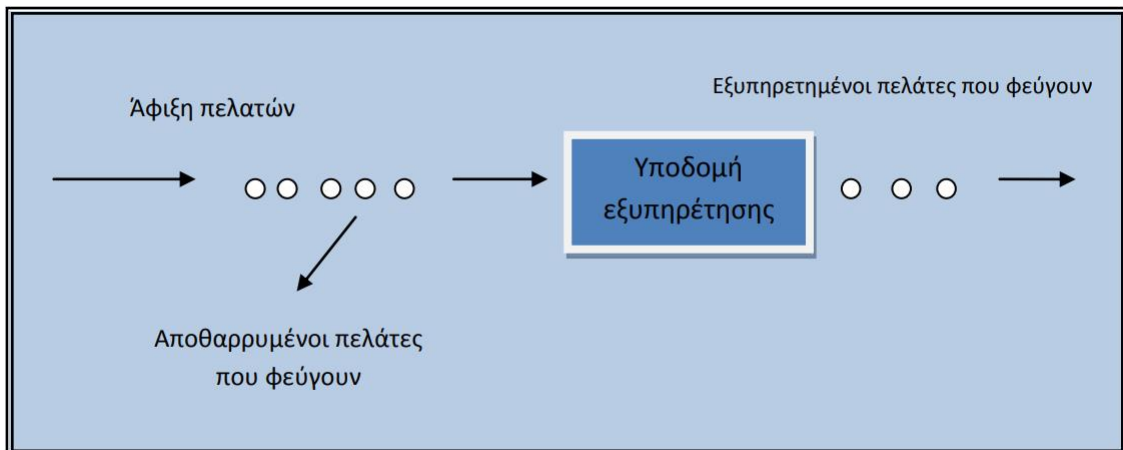 Εξυπηρετημένοι πελάτες που φεύγουν
Άφιξη πελατών
Υποδομή
εξυπηρέτησης
Αποθαρρυμένοι πελάτες
που φεύγουν